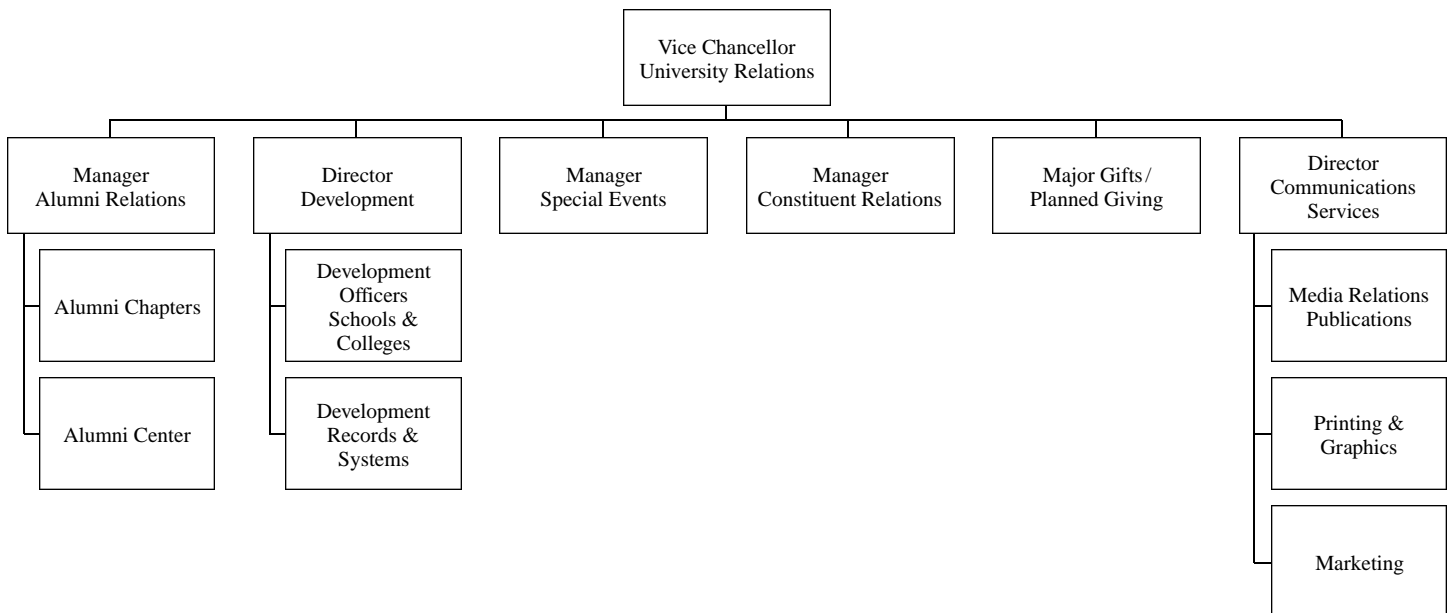 Vice Chancellor
University Relations
Manager
Alumni Relations
Director
Development
Manager
Special Events
Manager
Constituent Relations
Major Gifts/
Planned Giving
Director
Communications
Services
Alumni Chapters
Alumni Center
Development
Officers
Schools &
Colleges
Development
Records &
Systems
Media Relations
Publications
Printing &
Graphics
Marketing